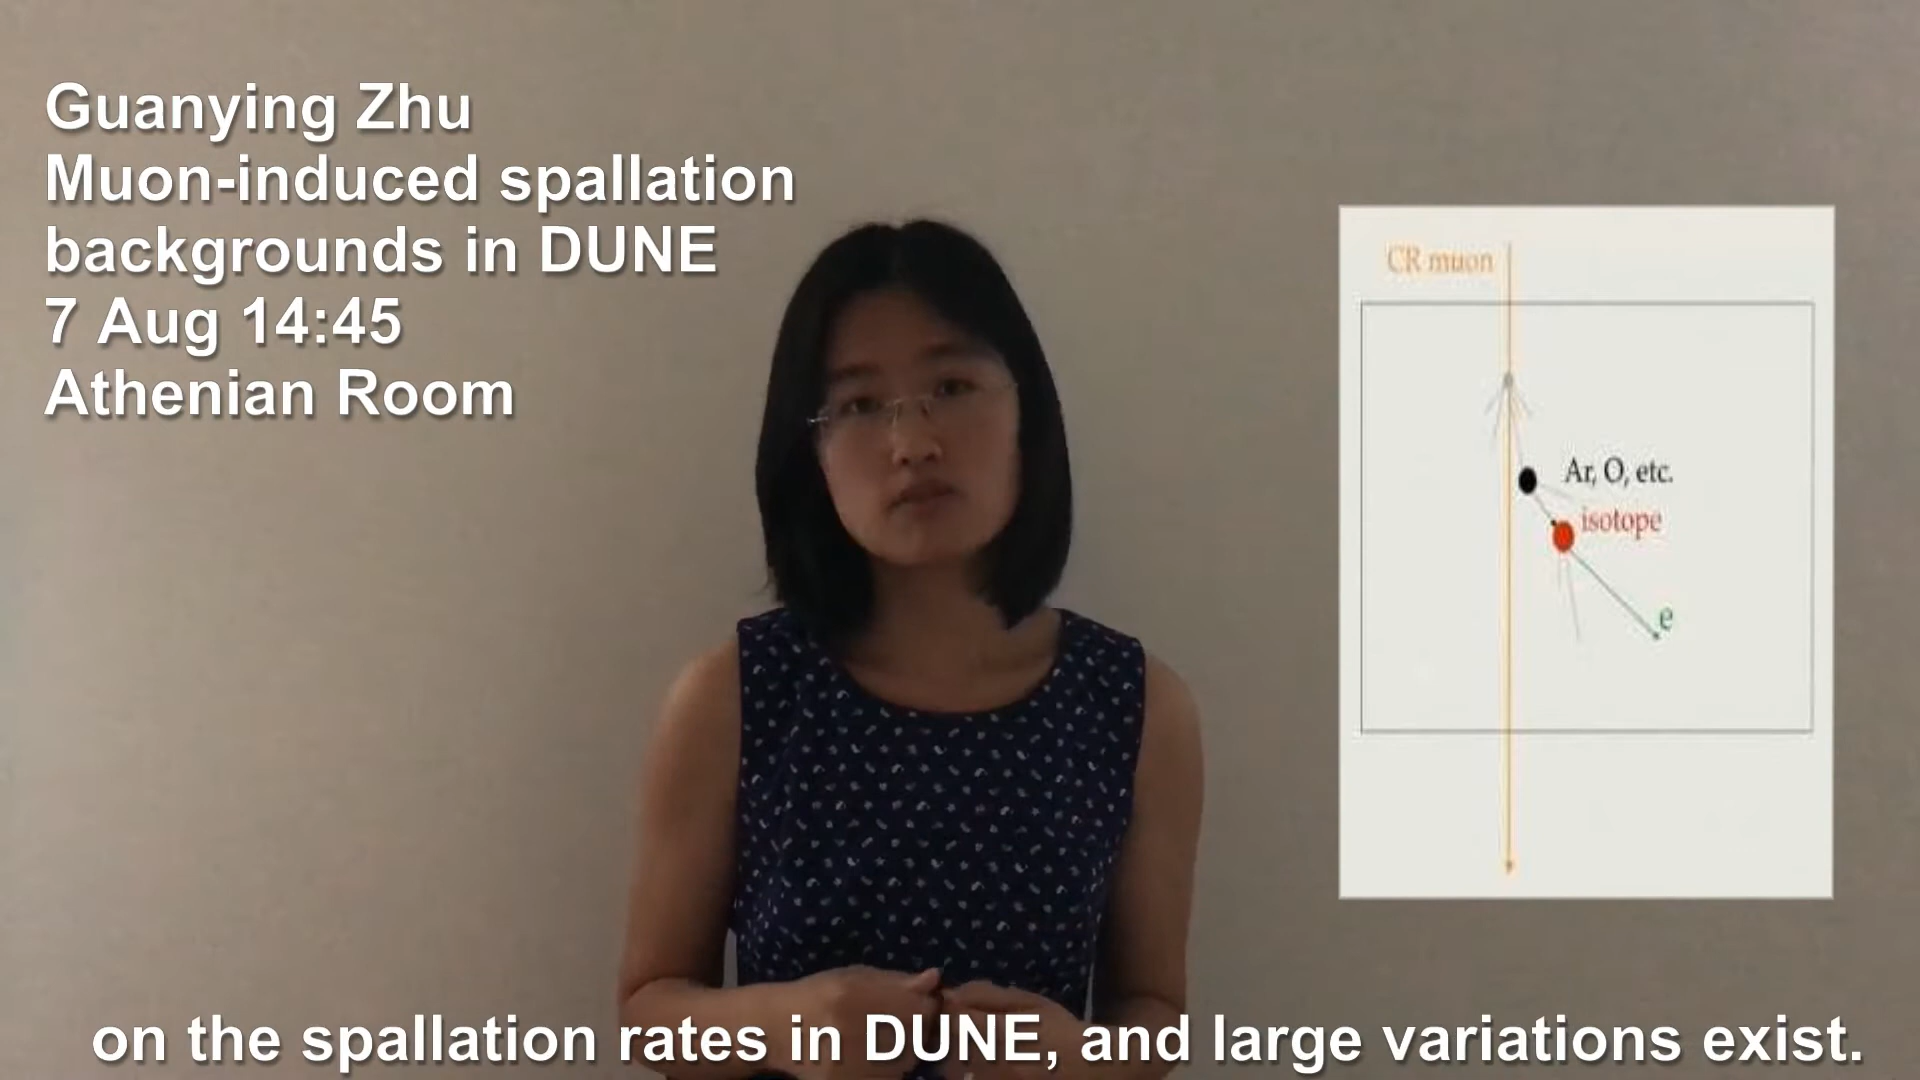 Guanying Zhu
Muon-induced spallation
backgrounds in DUNE
7 Aug 14:45
Athenian Room
CR muon
Ar, O, etc.
isotope
e
on the spallation rates in DUNE, and large variations exist.